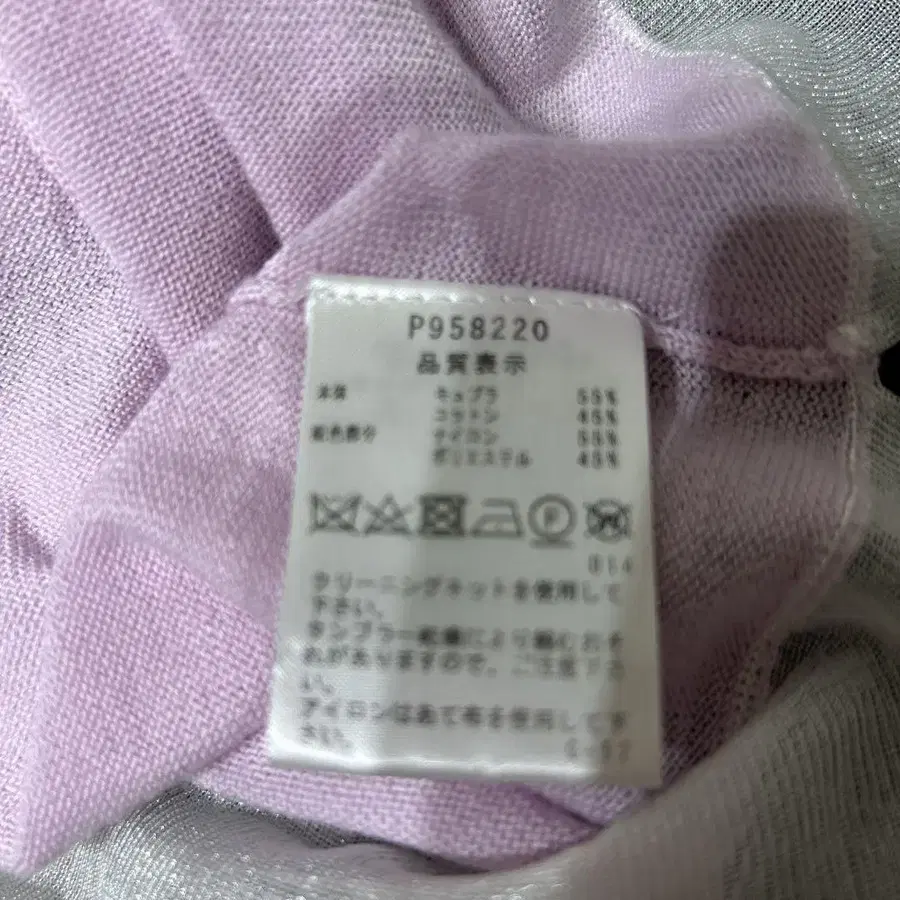 P958220
品質表示
本体 キュプラ 55%
コットン 45%
配色部分 ナイロン 55%
ポリエステル 45%
P
014
クリーニングネットを使用して
下さい。
タンブラー乾燥により縮むおそ
れがありますので、ご注意下さ
い。
アイロンはあて布を使用して下
さい。